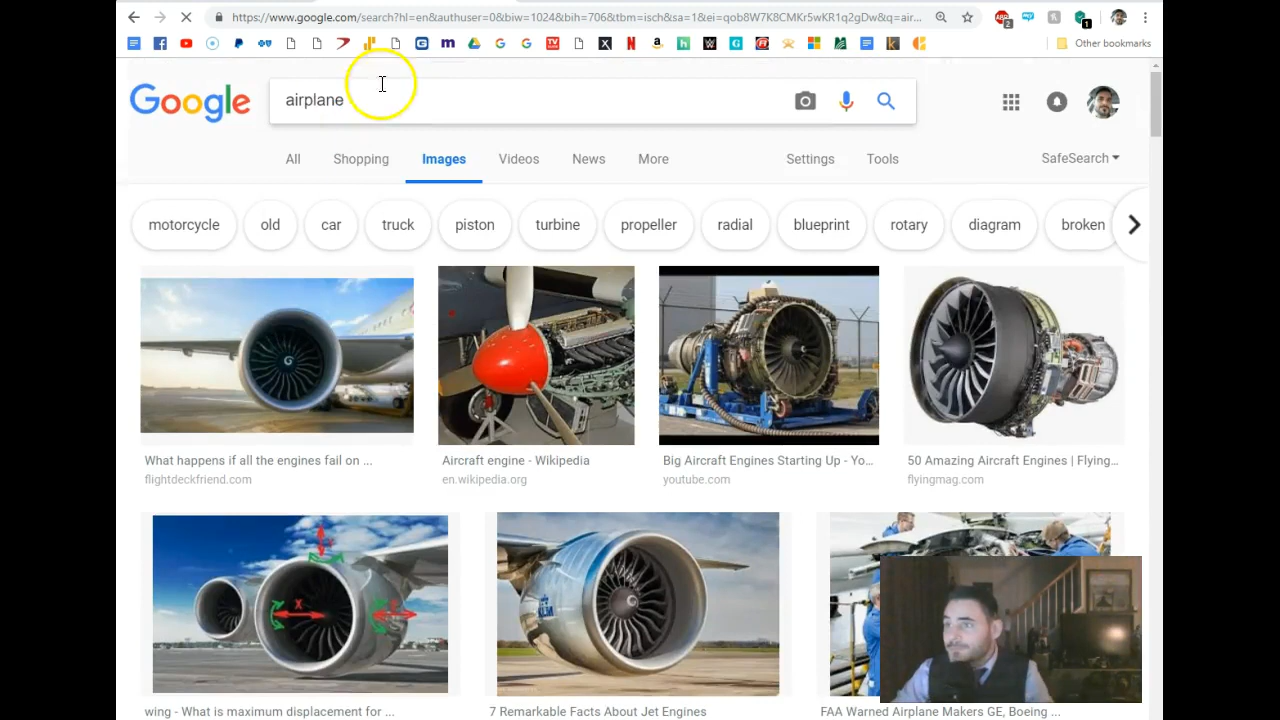 https://www.google.com/search?hl=en&authuser=0&biw=1024&bih=706&tbm=isch&sa=1&ei=qob8W7K8CMKr5wKR1q2gDw&q=air...
Other bookmarks
Google
airplane
All Shopping Images Videos News More Settings Tools SafeSearch
motorcycle old car truck piston turbine propeller radial blueprint rotary diagram broken
What happens if all the engines fail on ... Aircraft engine - Wikipedia Big Aircraft Engines Starting Up - Yo... 50 Amazing Aircraft Engines | Flying...
flightdeckfriend.com en.wikipedia.org youtube.com flyingmag.com
wing - What is maximum displacement for ... 7 Remarkable Facts About Jet Engines FAA Warned Airplane Makers GE, Boeing ...